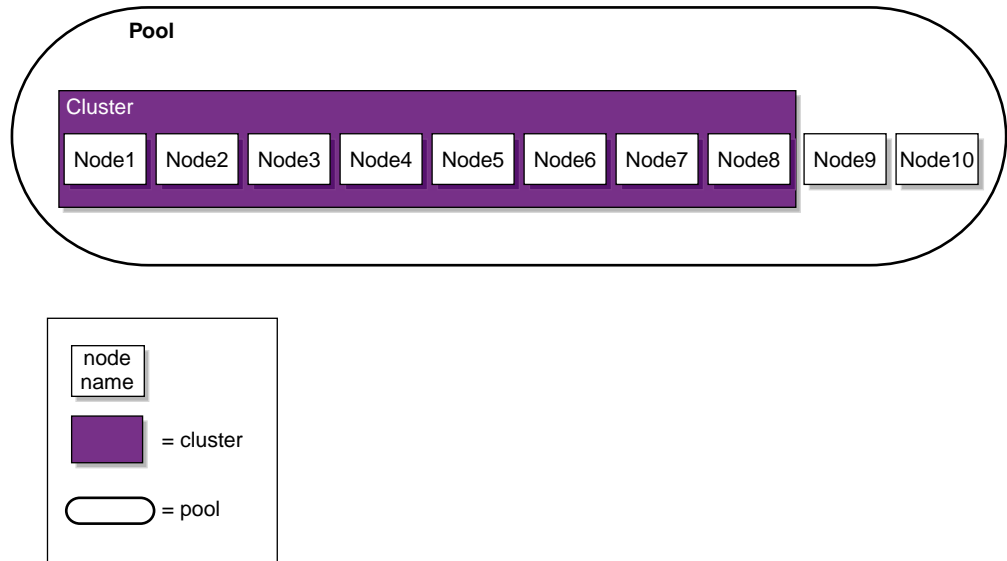 Pool
Cluster
Node1 Node2 Node3 Node4 Node5 Node6 Node7 Node8 Node9 Node10
node
name
= cluster
= pool